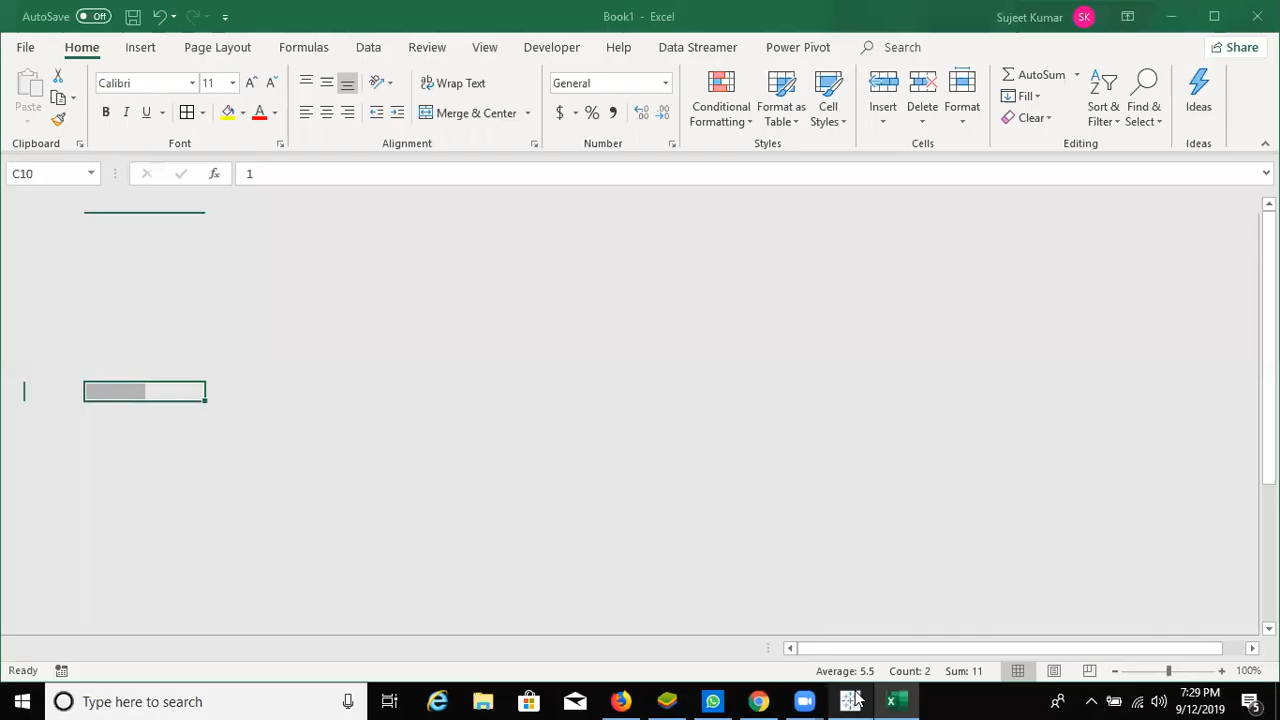 AutoSave Off Book1 - Excel Sujeet Kumar SK
File Home Insert Page Layout Formulas Data Review View Developer Help Data Streamer Power Pivot Search Share
Paste Calibri 11 Wrap Text General Conditional Formatting Format as Table Cell Styles Insert Delete Format AutoSum Fill Clear Sort & Filter Find & Select Ideas
B I U A Merge & Center $ % ,
Clipboard Font Alignment Number Styles Cells Editing Ideas
C10 fx 1
Ready Average: 5.5 Count: 2 Sum: 11 100%
Type here to search 7:29 PM
9/12/2019 5